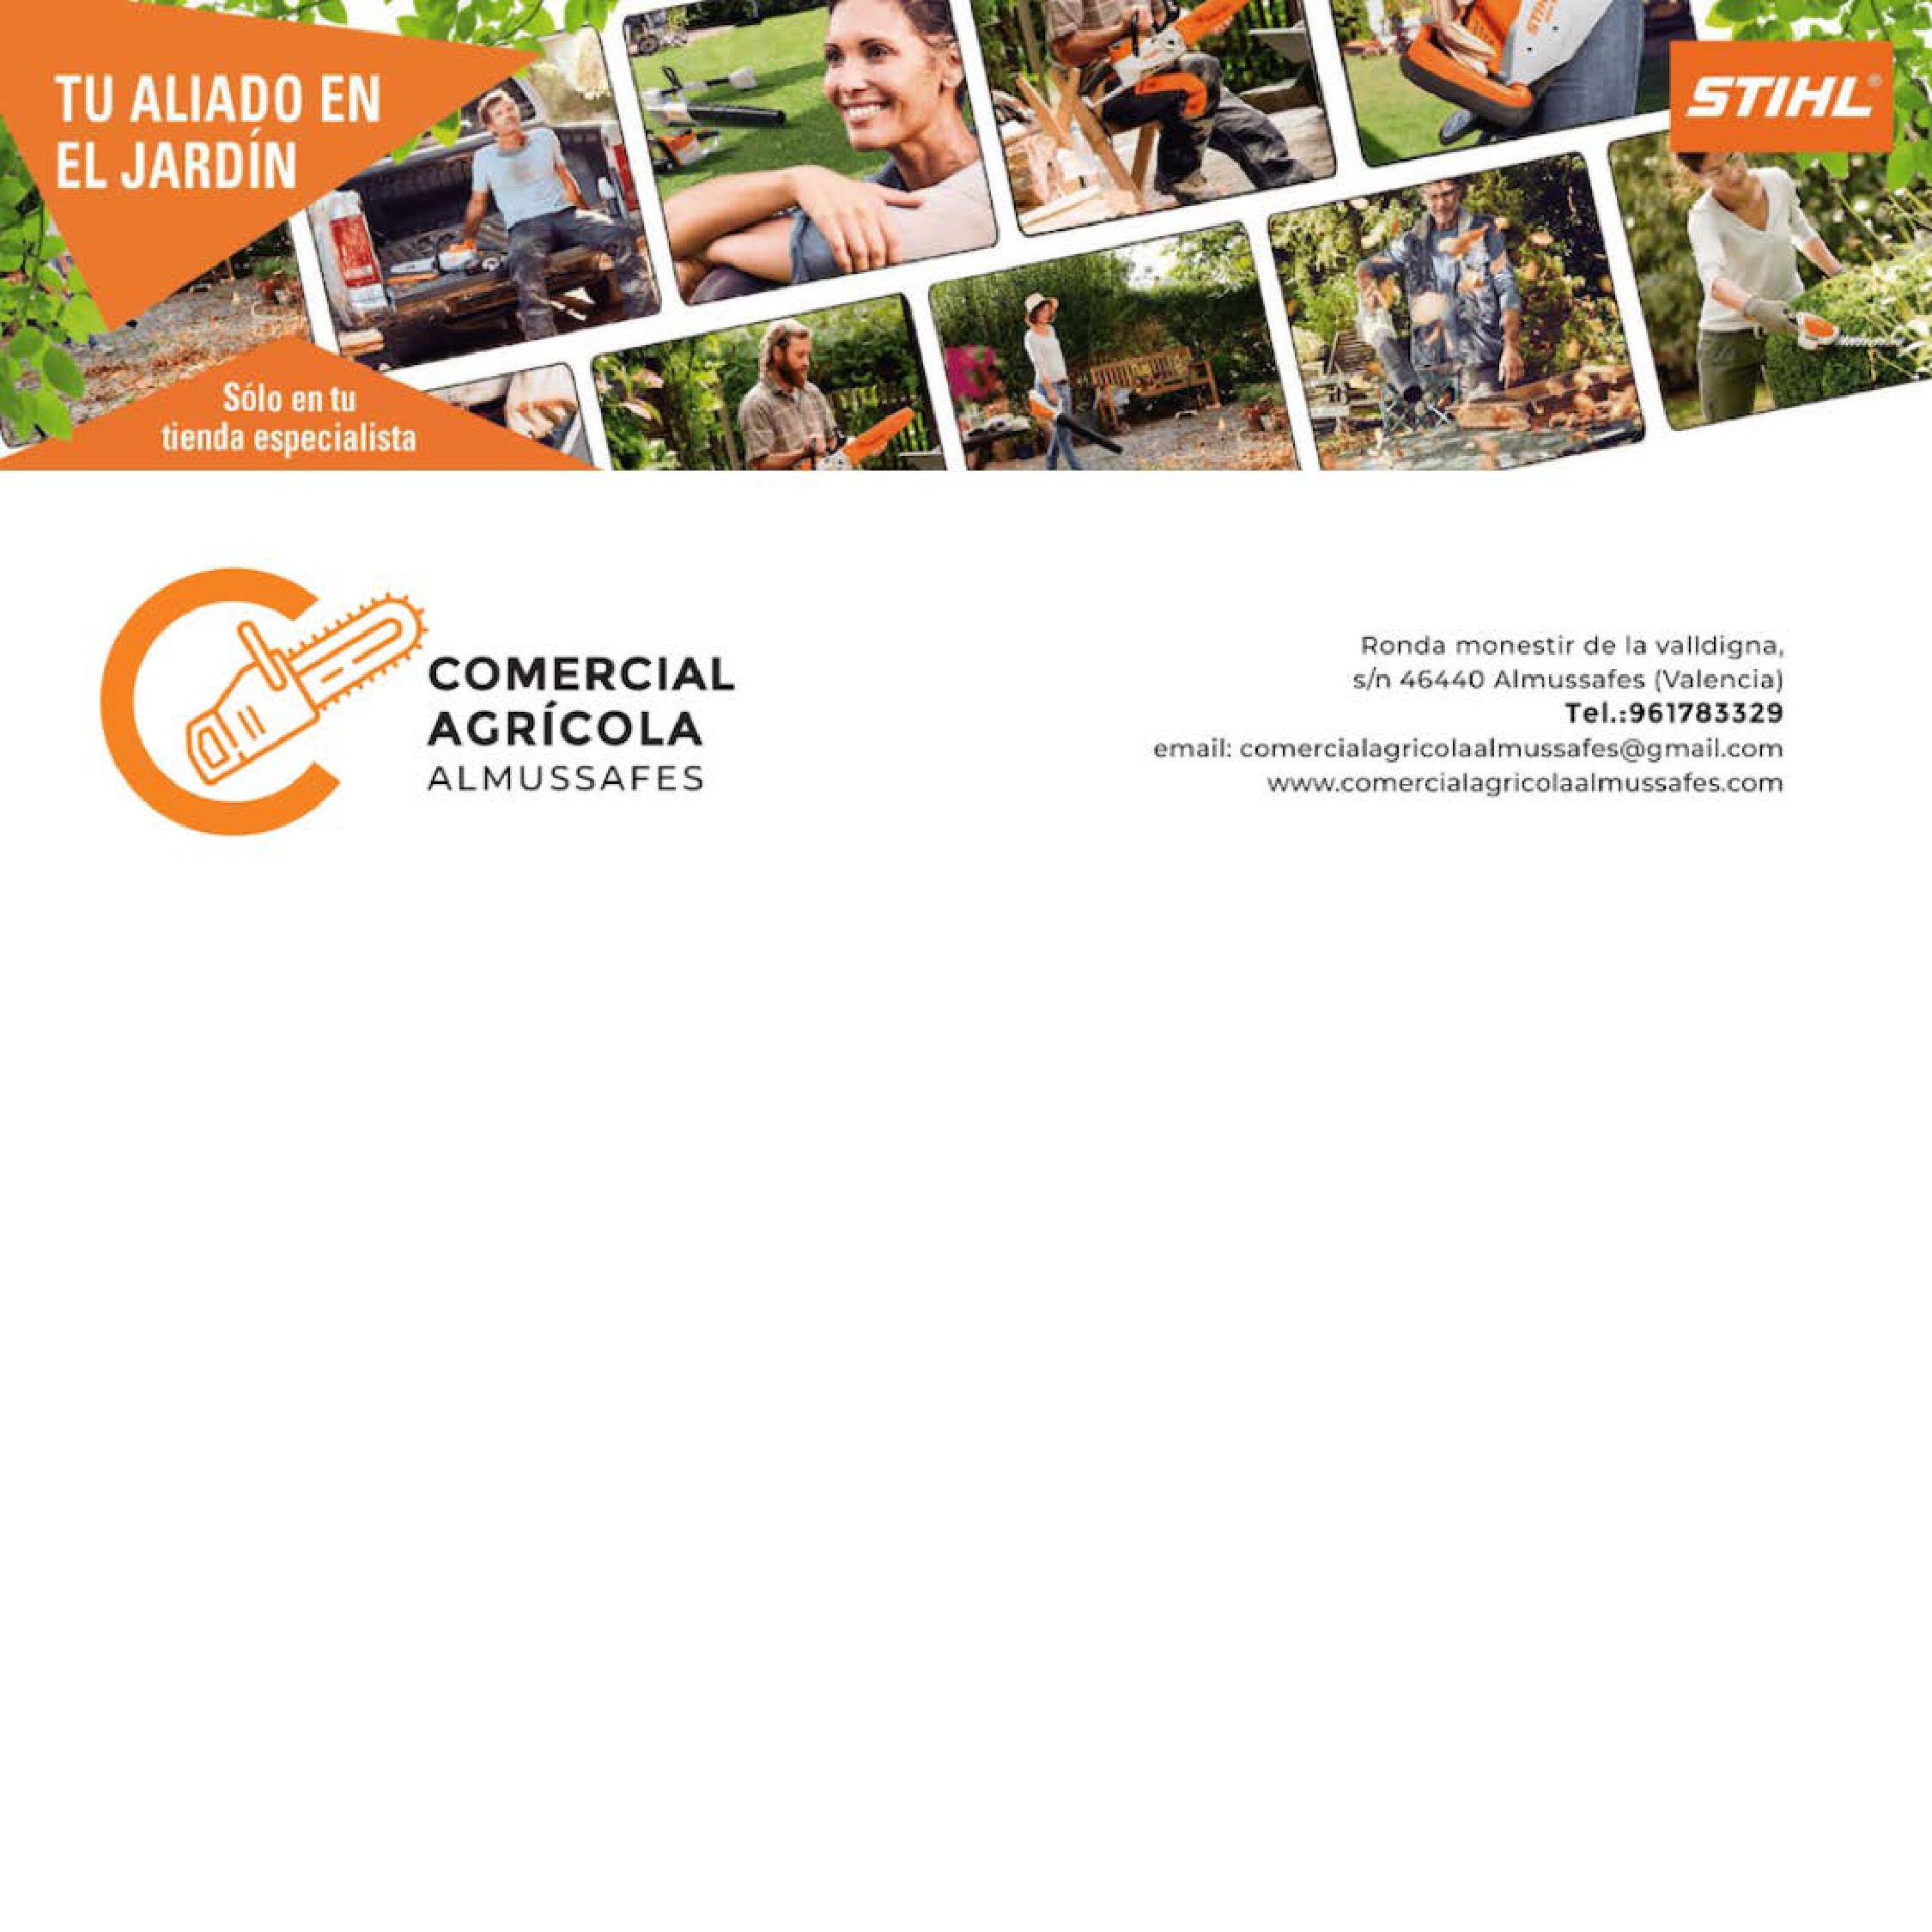 TU ALIADO EN
EL JARDÍN
STIHL®
STIHL
Sólo en tu
tienda especialista
COMERCIAL
AGRÍCOLA
ALMUSSAFES
Ronda monestir de la valldigna,
s/n 46440 Almussafes (Valencia)
Tel.:961783329
email: comercialagricolaalmussafes@gmail.com
www.comercialagricolaalmussafes.com